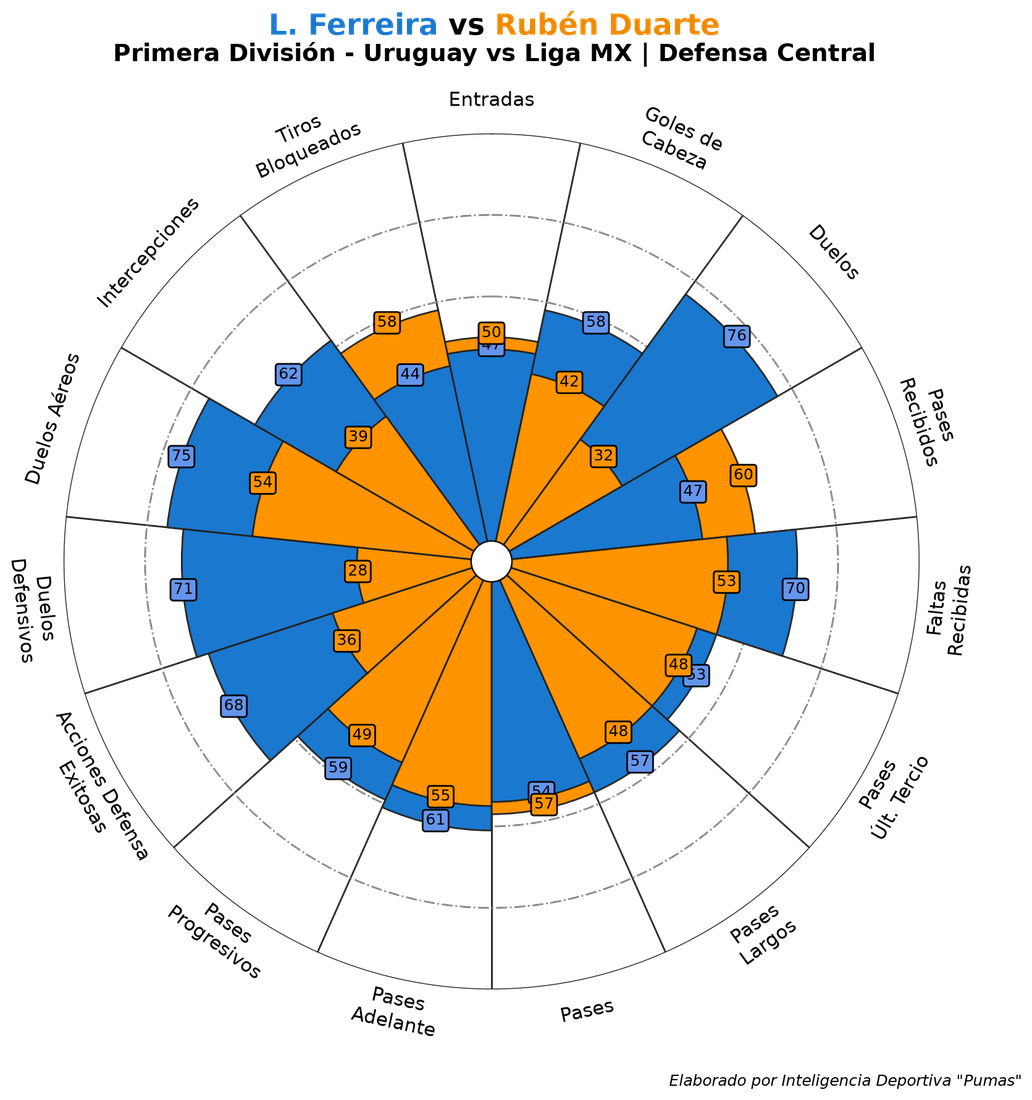 L. Ferreira vs Rubén Duarte
Primera División - Uruguay vs Liga MX | Defensa Central
Entradas
50
47
Goles de
Cabeza
58
42
Duelos
76
32
Pases
Recibidos
60
47
Faltas
Recibidas
70
53
Pases
Últ. Tercio
48
53
Pases
Largos
48
57
Pases
54
57
Pases
Adelante
55
61
Pases
Progresivos
49
59
Acciones Defensa
Exitosas
36
68
Duelos
Defensivos
28
71
Duelos Aéreos
75
54
Intercepciones
62
39
Tiros
Bloqueados
58
44
Elaborado por Inteligencia Deportiva "Pumas"